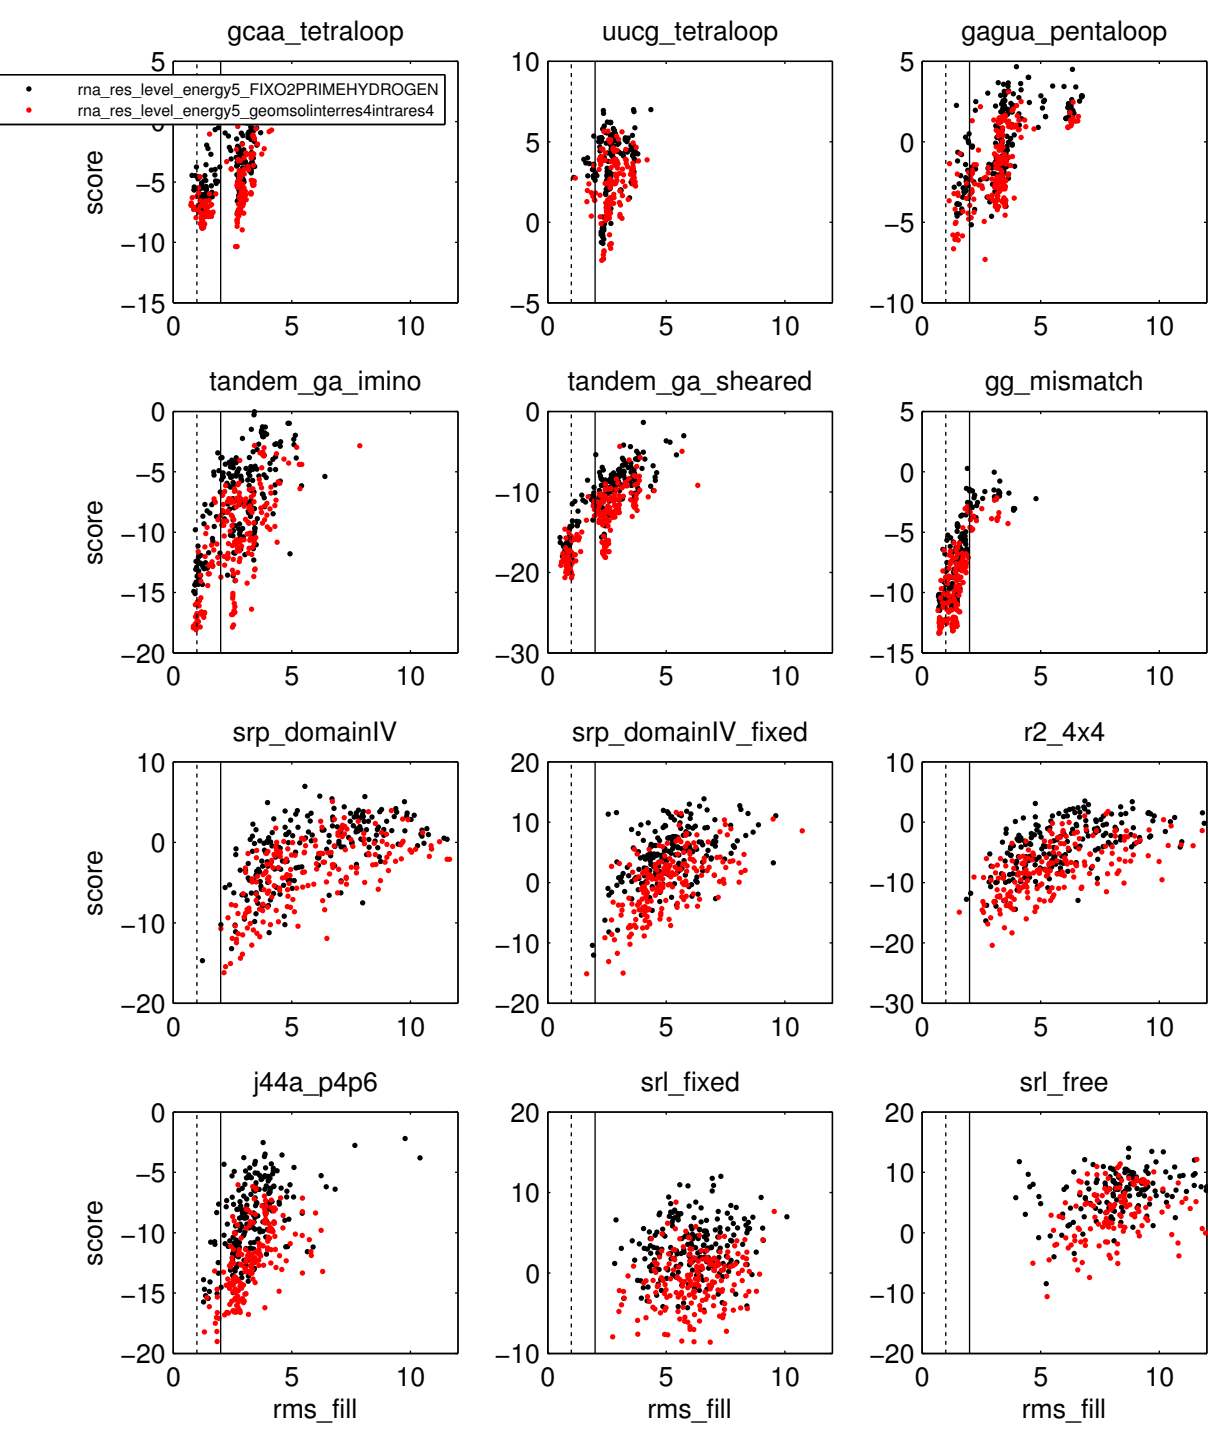 gcaa_tetraloop
uucg_tetraloop
gagua_pentaloop
5
0
−5
−10
−15
score
0 5 10
rna_res_level_energy5_FIXO2PRIMEHYDROGEN
rna_res_level_energy5_geomsolinterres4intrares4
10
5
0
−5
0 5 10
5
0
−5
−10
0 5 10
tandem_ga_imino
tandem_ga_sheared
gg_mismatch
0
−5
−10
−15
−20
score
0 5 10
0
−10
−20
−30
0 5 10
5
0
−5
−10
−15
0 5 10
srp_domainIV
srp_domainIV_fixed
r2_4x4
10
0
−10
−20
score
0 5 10
20
10
0
−10
−20
0 5 10
0
−10
−20
−30
10
0 5 10
j44a_p4p6
srl_fixed
srl_free
0
−5
−10
−15
−20
score
0 5 10
rms_fill
20
10
0
−10
0 5 10
rms_fill
20
10
0
−10
−20
0 5 10
rms_fill